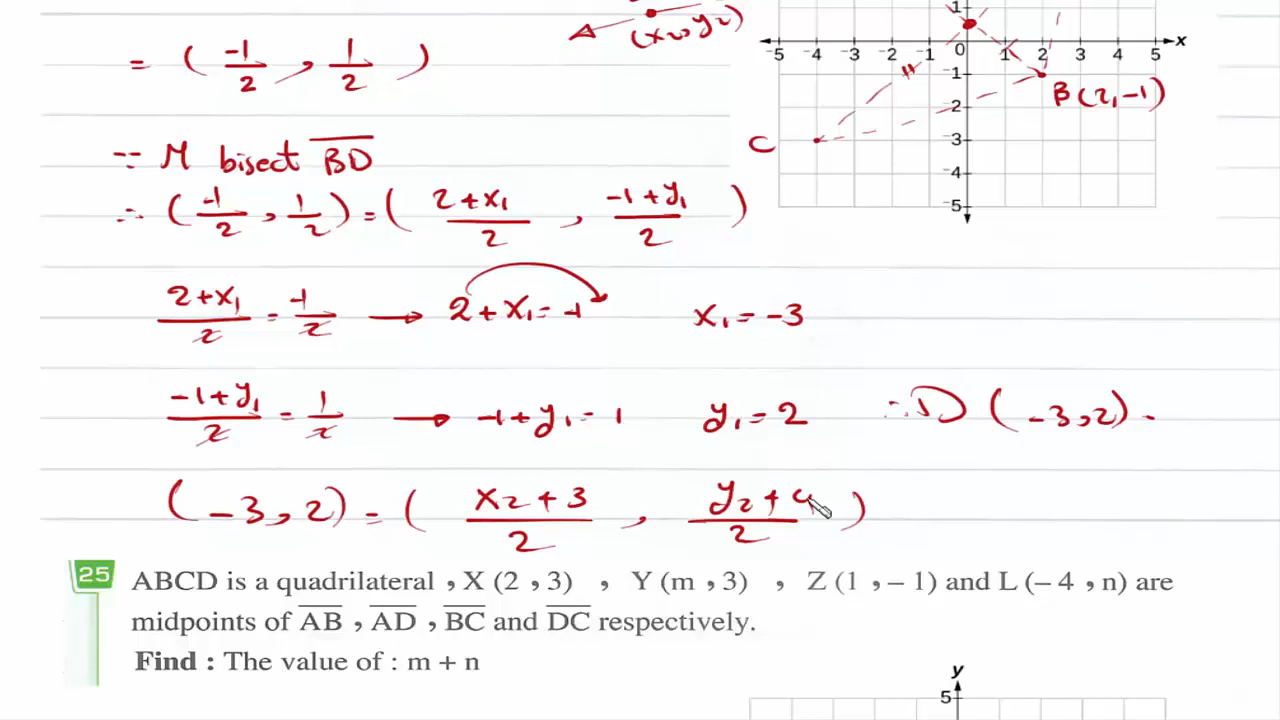 (x2, y2)
= ( -1/2 , 1/2 )
1
-5 -4 -3 -2 -1 0 1 2 3 4 5 x
-1
B(2,-1)
-2
C
-3
-4
-5
∵ M bisect BD
∴ ( -1/2 , 1/2 ) = ( 2+x1/2 , -1+y1/2 )
2+x1/2 = -1/2 → 2+x1 = -1 x1 = -3
-1+y1/2 = 1/2 → -1+y1 = 1 y1 = 2 ∴ D (-3,2).
( -3 , 2 ) = ( x2+3/2 , y2+ /2 )
25 ABCD is a quadrilateral , X (2 , 3) , Y (m , 3) , Z (1 , – 1) and L (– 4 , n) are
midpoints of AB , AD , BC and DC respectively.
Find : The value of : m + n
y
5